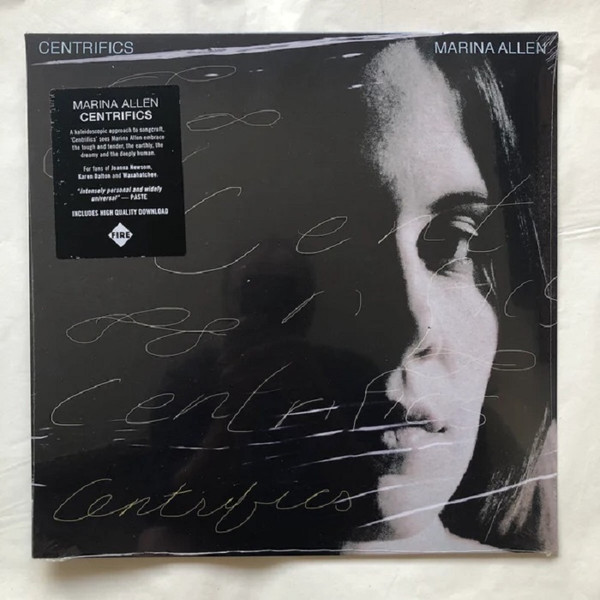 CENTRIFICS
MARINA ALLEN
MARINA ALLEN
CENTRIFICS
A kaleidoscopic approach to songcraft,
'Centrifics' sees Marina Allen embrace
the tough and tender, the earthly, the
dreamy and the deeply human.
For fans of Joanna Newsom,
Karen Dalton and Waxahatchee.
"Intensely personal and widely
universal" — PASTE
INCLUDES HIGH QUALITY DOWNLOAD
FIRE
Cent
Centrifics
Centrifics